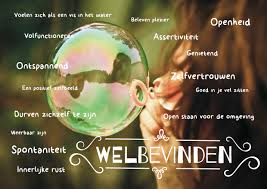 Voelen zich als een vis in het water
Beleven plezier
Openheid
Volfunctioneren
Assertiviteit
Genietend
Ontspannend
Zelfvertrouwen
Een positief zelfbeeld
Goed in je vel zitten
Durven zichzelf te zijn
Open staan voor de omgeving
Weerbaar zijn
Spontaniteit
WELBEVINDEN
Innerlijke rust